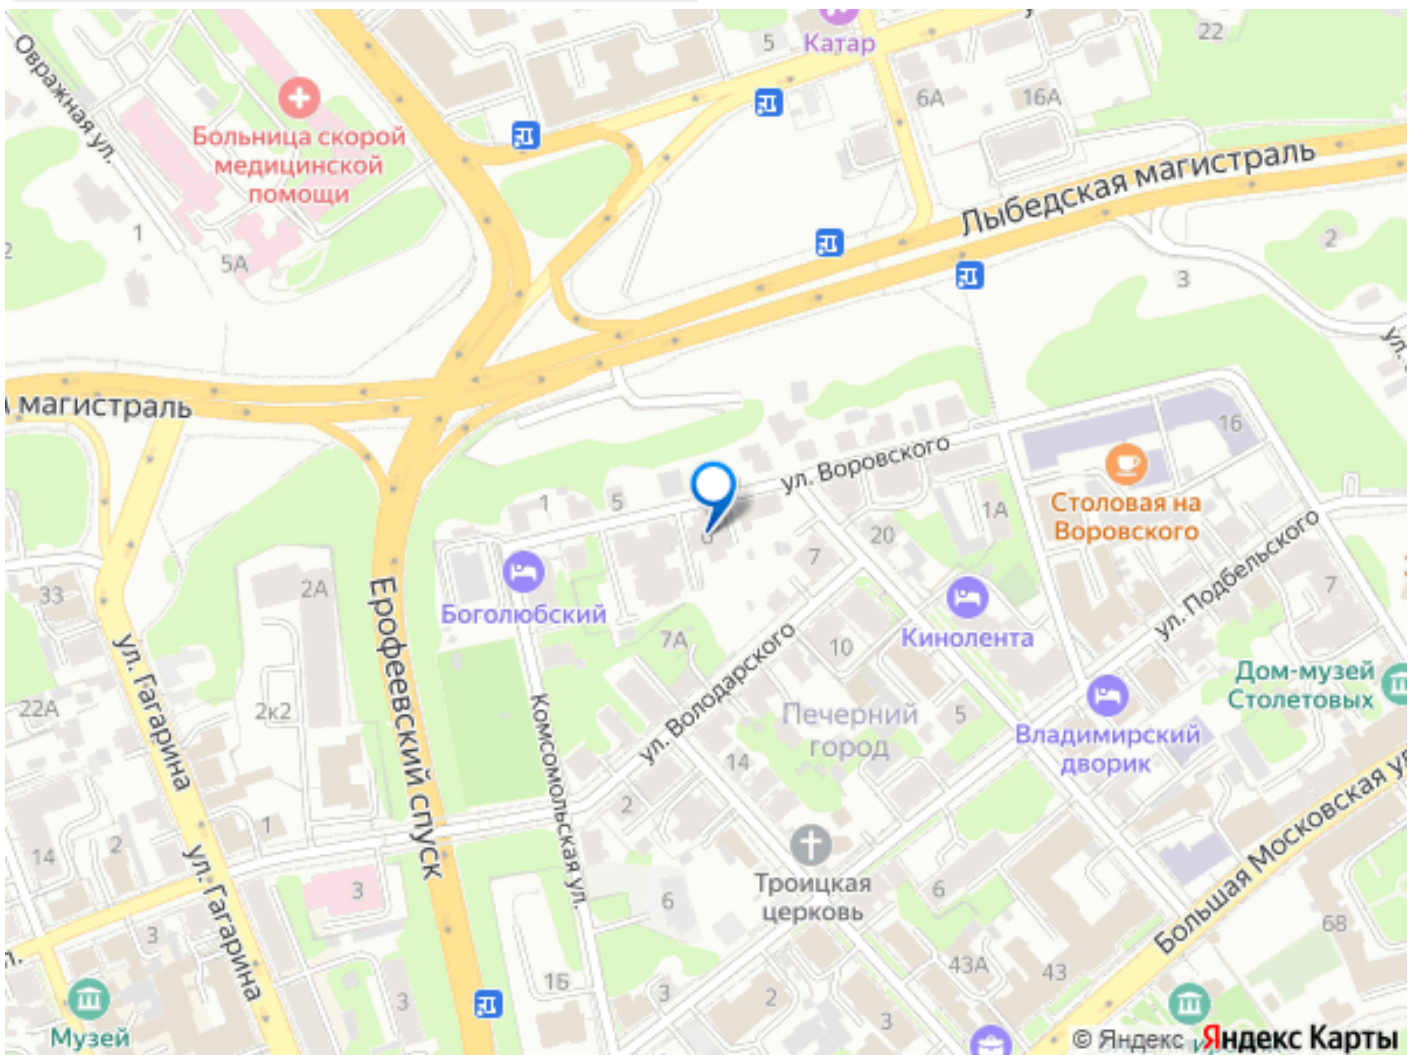 22
5
Катар
Овражная ул.
6А
16А
Больница скорой
медицинской
помощи
Лыбедская магистраль
1
2
2
5А
3
магистраль
16
ул. Воровского
Столовая на
Воровского
1
5
1А
20
7
33
2А
Боголюбский
Кинолента
ул. Подбельского
7
7А
10
ул. Гагарина
Ерофеевский спуск
Дом-музей
Столетовых
22А
2к2
Комсомольская ул.
ул. Володарского
Печерний
город
5
Владимирский
дворик
14
2
1
14
2
ул. Гагарина
Большая Московская ул.
Троицкая
церковь
3
6
6
68
3
43А
43
1Б
3
3
2
3
Музей
© Яндекс Яндекс Карты